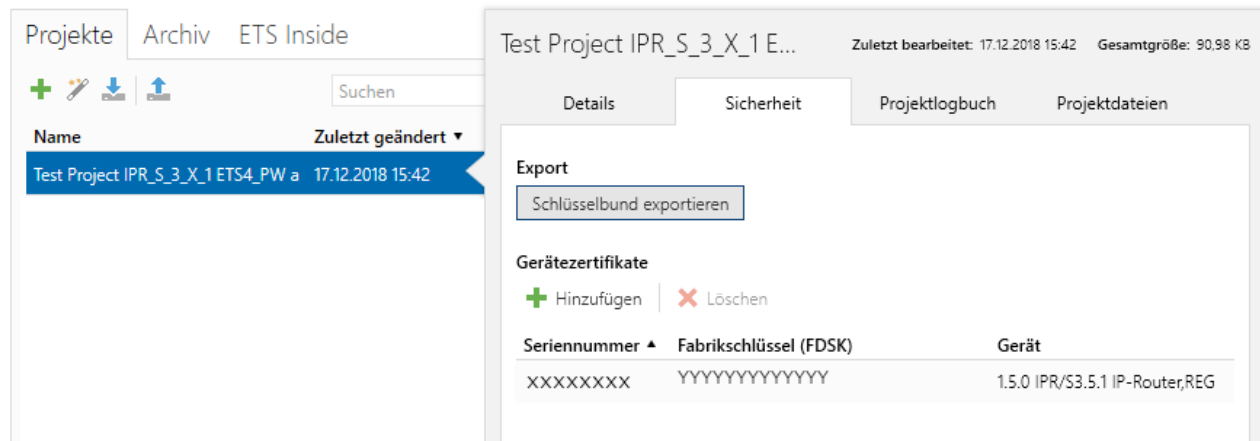 Projekte Archiv ETS Inside
Suchen
Name Zuletzt geändert
Test Project IPR_S_3_X_1 ETS4_PW a 17.12.2018 15:42
Test Project IPR_S_3_X_1 E... Zuletzt bearbeitet: 17.12.2018 15:42 Gesamtgröße: 90,98 KB
Details Sicherheit Projektlogbuch Projektdateien
Export
Schlüsselbund exportieren
Gerätezertifikate
Hinzufügen Löschen
Seriennummer Fabrikschlüssel (FDSK) Gerät
XXXXXXXX YYYYYYYYYYYYY 1.5.0 IPR/S3.5.1 IP-Router,REG